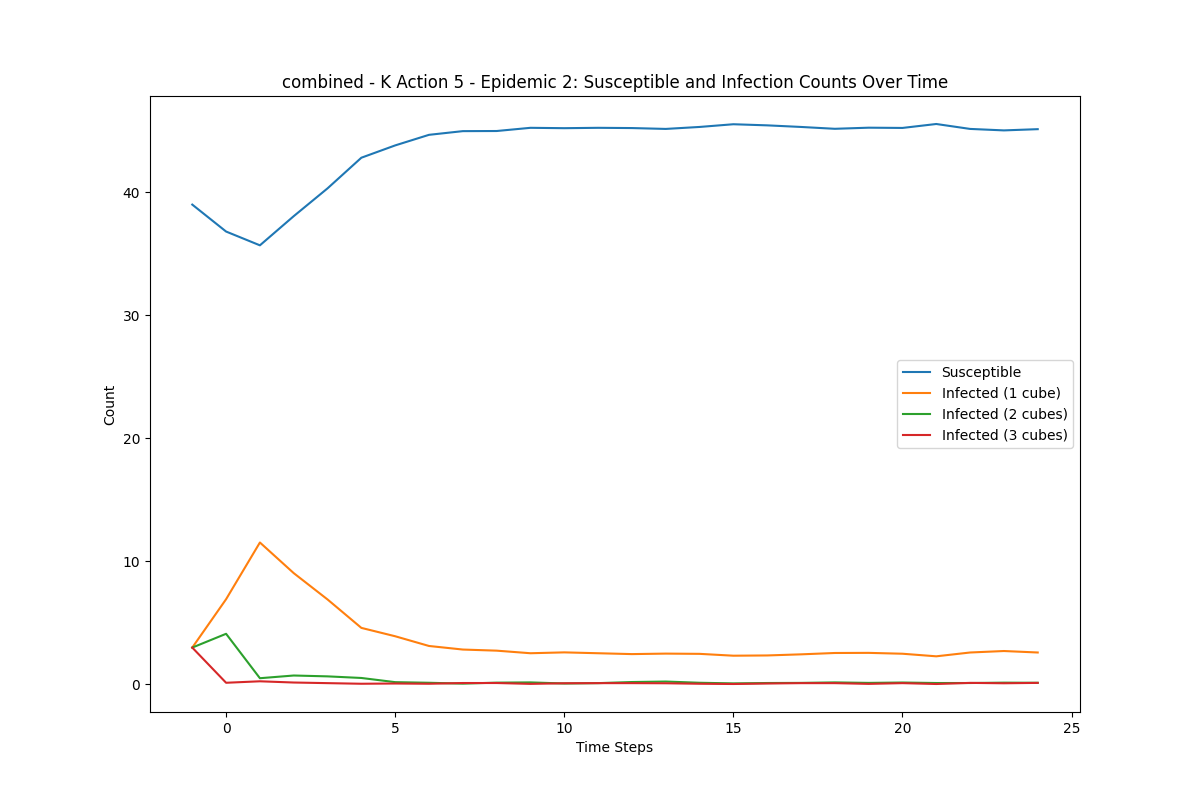 combined - K Action 5 - Epidemic 2: Susceptible and Infection Counts Over Time
Count
40
30
20
10
0
Susceptible
Infected (1 cube)
Infected (2 cubes)
Infected (3 cubes)
0 5 10 15 20 25
Time Steps